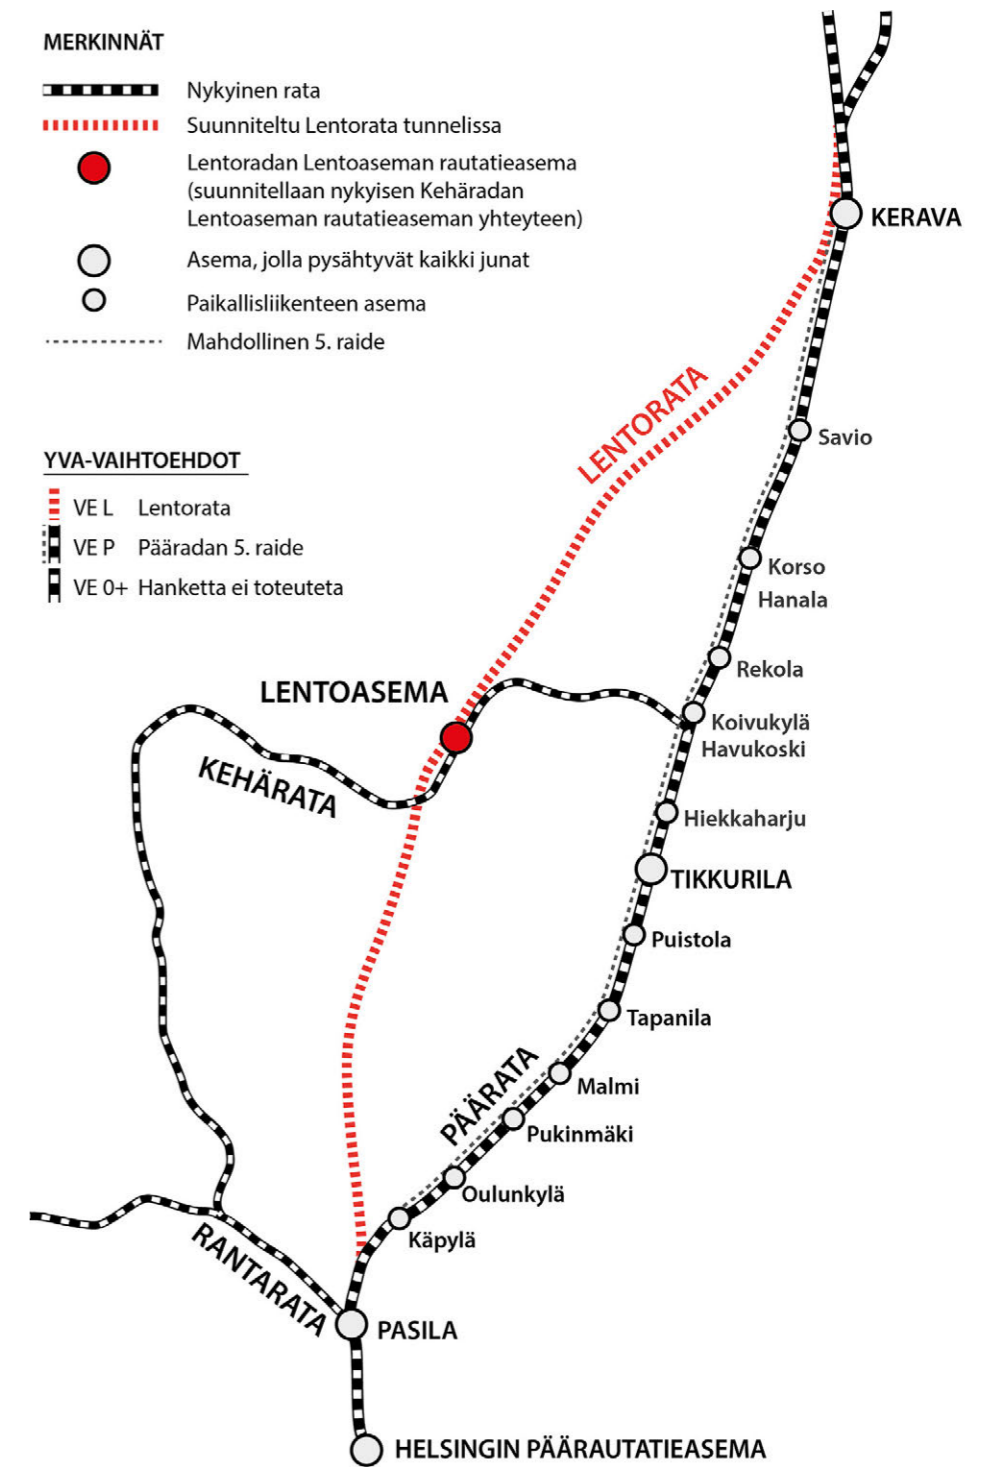 MERKINNÄT
Nykyinen rata
Suunniteltu Lentorata tunnelissa
Lentoradan Lentoaseman rautatieasema
(suunnitellaan nykyisen Kehäradan
Lentoaseman rautatieaseman yhteyteen)
Asema, jolla pysähtyvät kaikki junat
Paikallisliikenteen asema
Mahdollinen 5. raide
YVA-VAIHTOEHDOT
VE L Lentorata
VE P Pääradan 5. raide
VE 0+ Hanketta ei toteuteta
KERAVA
LENTORATA
Savio
Korso
Hanala
Rekola
LENTOASEMA
Koivukylä
Havukoski
KEHÄRATA
Hiekkaharju
TIKKURILA
Puistola
Tapanila
PÄÄRATA
Malmi
Pukinmäki
Oulunkylä
Käpylä
RANTARATA
PASILA
HELSINGIN PÄÄRAUTATIEASEMA